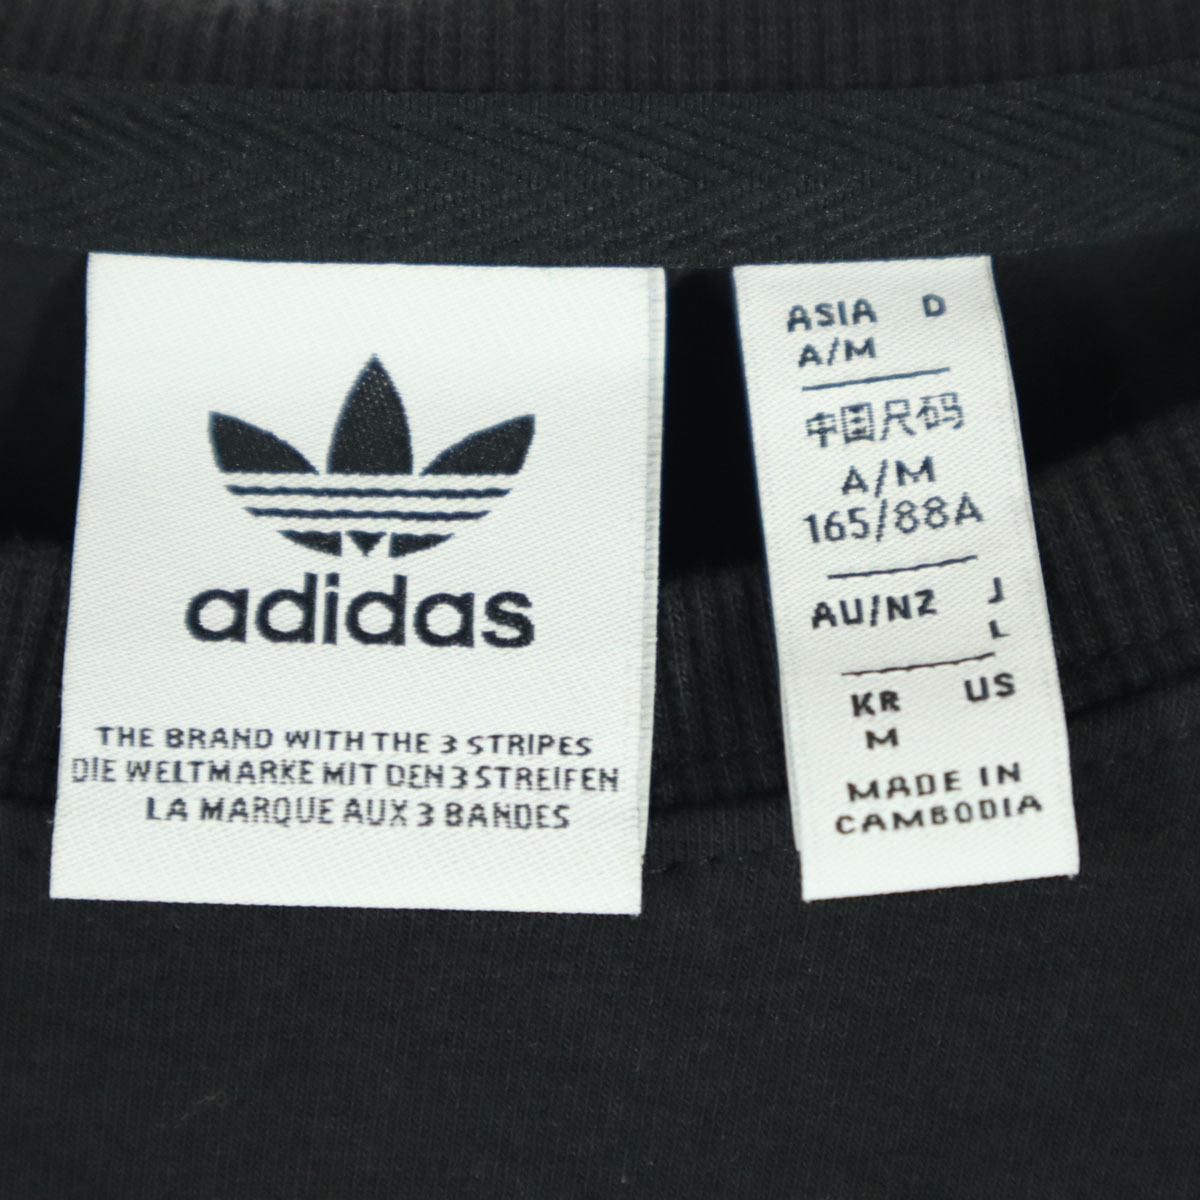 adidas
THE BRAND WITH THE 3 STRIPES
DIE WELTMARKE MIT DEN 3 STREIFEN
LA MARQUE AUX 3 BANDES
ASIA D
A/M
中国尺码
A/M
165/88A
AU/NZ J
L
KR US
M
MADE IN
CAMBODIA